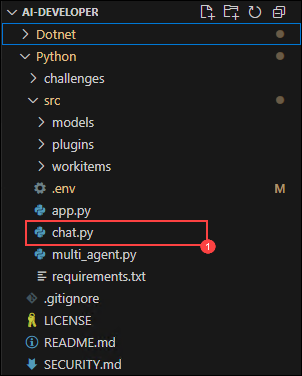 AI-DEVELOPER
Dotnet
Python
challenges
src
models
plugins
workitems
.env M
app.py
chat.py
1
multi_agent.py
requirements.txt
.gitignore
LICENSE
README.md
SECURITY.md